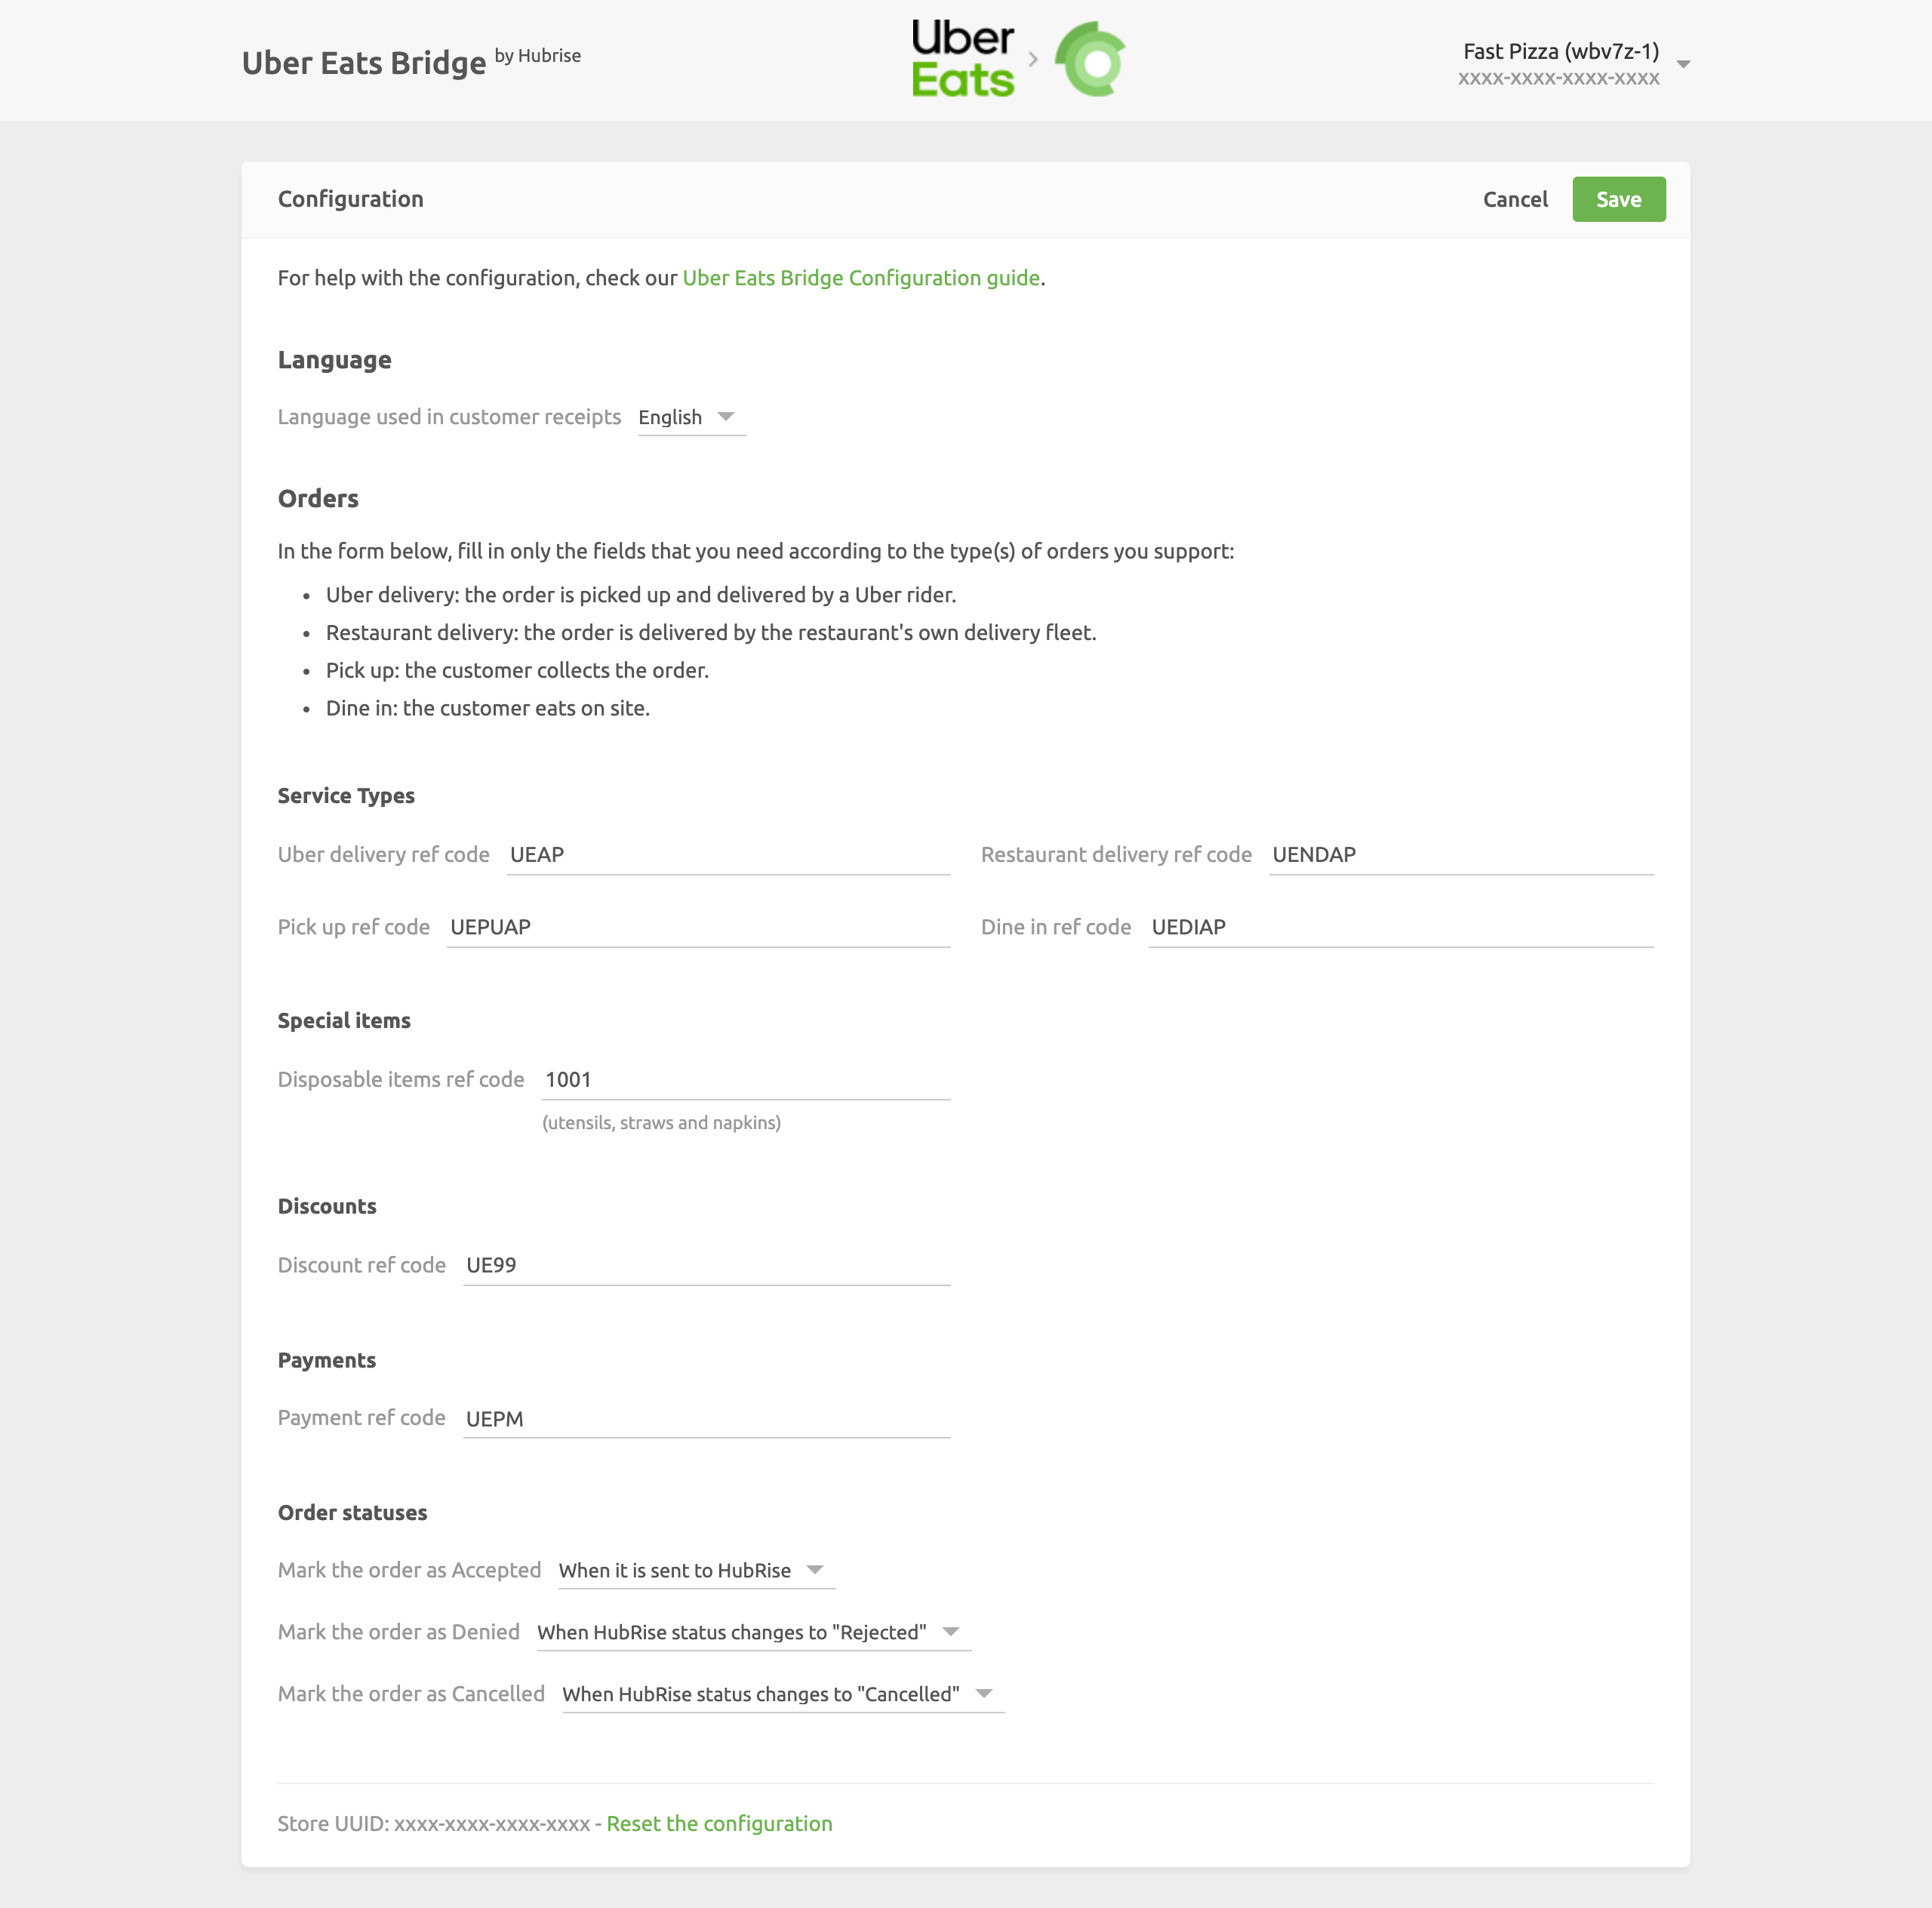 Uber Eats Bridge by Hubrise
Uber
Eats
Fast Pizza (wbv7z-1)
xxxx-xxxx-xxxx-xxxx
Configuration
Cancel
Save
For help with the configuration, check our Uber Eats Bridge Configuration guide.
Language
Language used in customer receipts English
Orders
In the form below, fill in only the fields that you need according to the type(s) of orders you support:
• Uber delivery: the order is picked up and delivered by a Uber rider.
• Restaurant delivery: the order is delivered by the restaurant's own delivery fleet.
• Pick up: the customer collects the order.
• Dine in: the customer eats on site.
Service Types
Uber delivery ref code UEAP
Restaurant delivery ref code UENDAP
Pick up ref code UEPUAP
Dine in ref code UEDIAP
Special items
Disposable items ref code 1001
(utensils, straws and napkins)
Discounts
Discount ref code UE99
Payments
Payment ref code UEPM
Order statuses
Mark the order as Accepted When it is sent to HubRise
Mark the order as Denied When HubRise status changes to "Rejected"
Mark the order as Cancelled When HubRise status changes to "Cancelled"
Store UUID: xxxx-xxxx-xxxx-xxxx - Reset the configuration